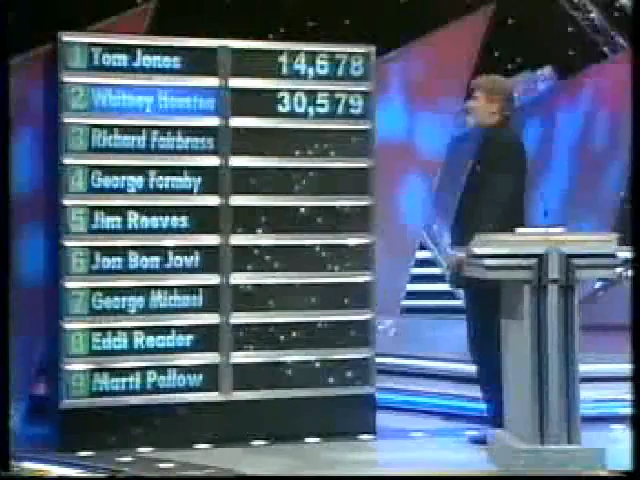 1 Tom Jones 14,678
2 Whitney Houston 30,579
3 Richard Fairbrass
4 George Formby
5 Jim Reeves
6 Jon Bon Jovi
7 George Michael
8 Eddi Reader
9 Marti Pellow